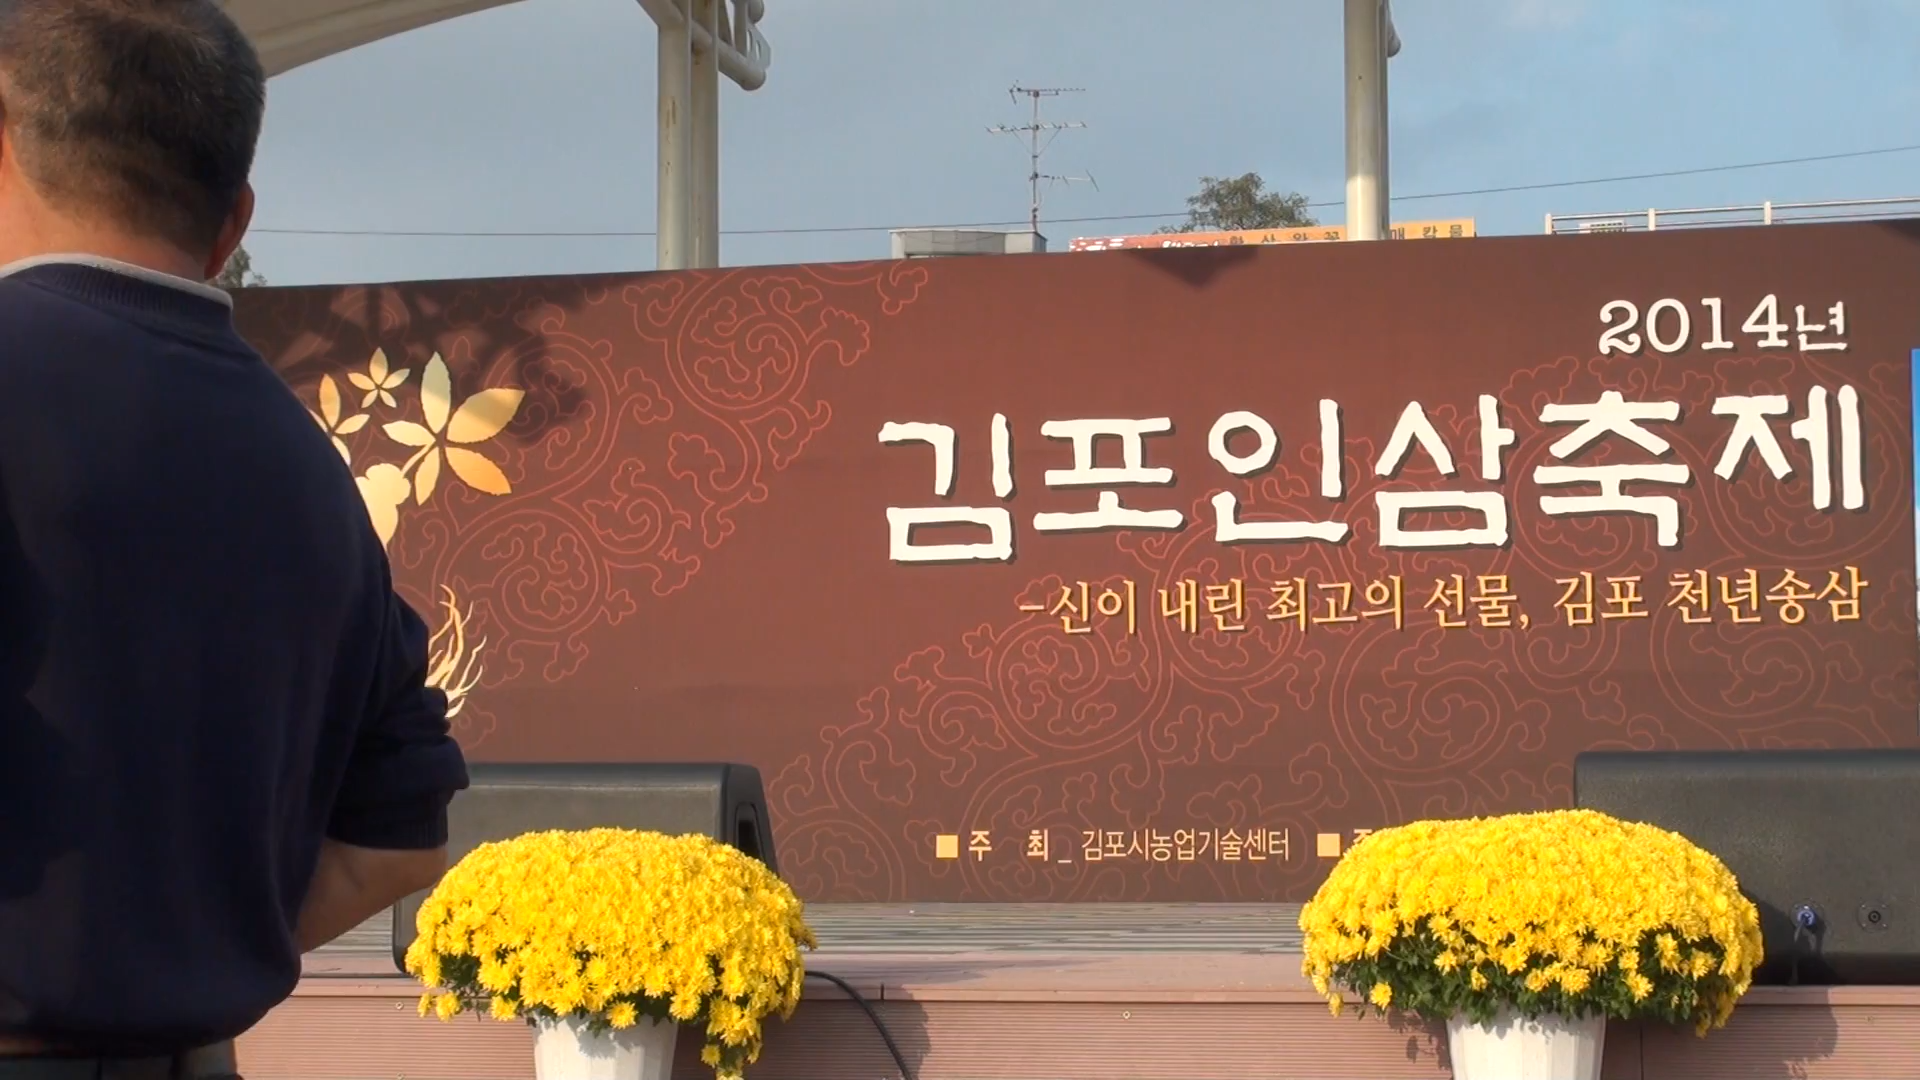 2014년
김포인삼축제
-신이 내린 최고의 선물, 김포 천년송삼
■주 최_김포시농업기술센터 ■주